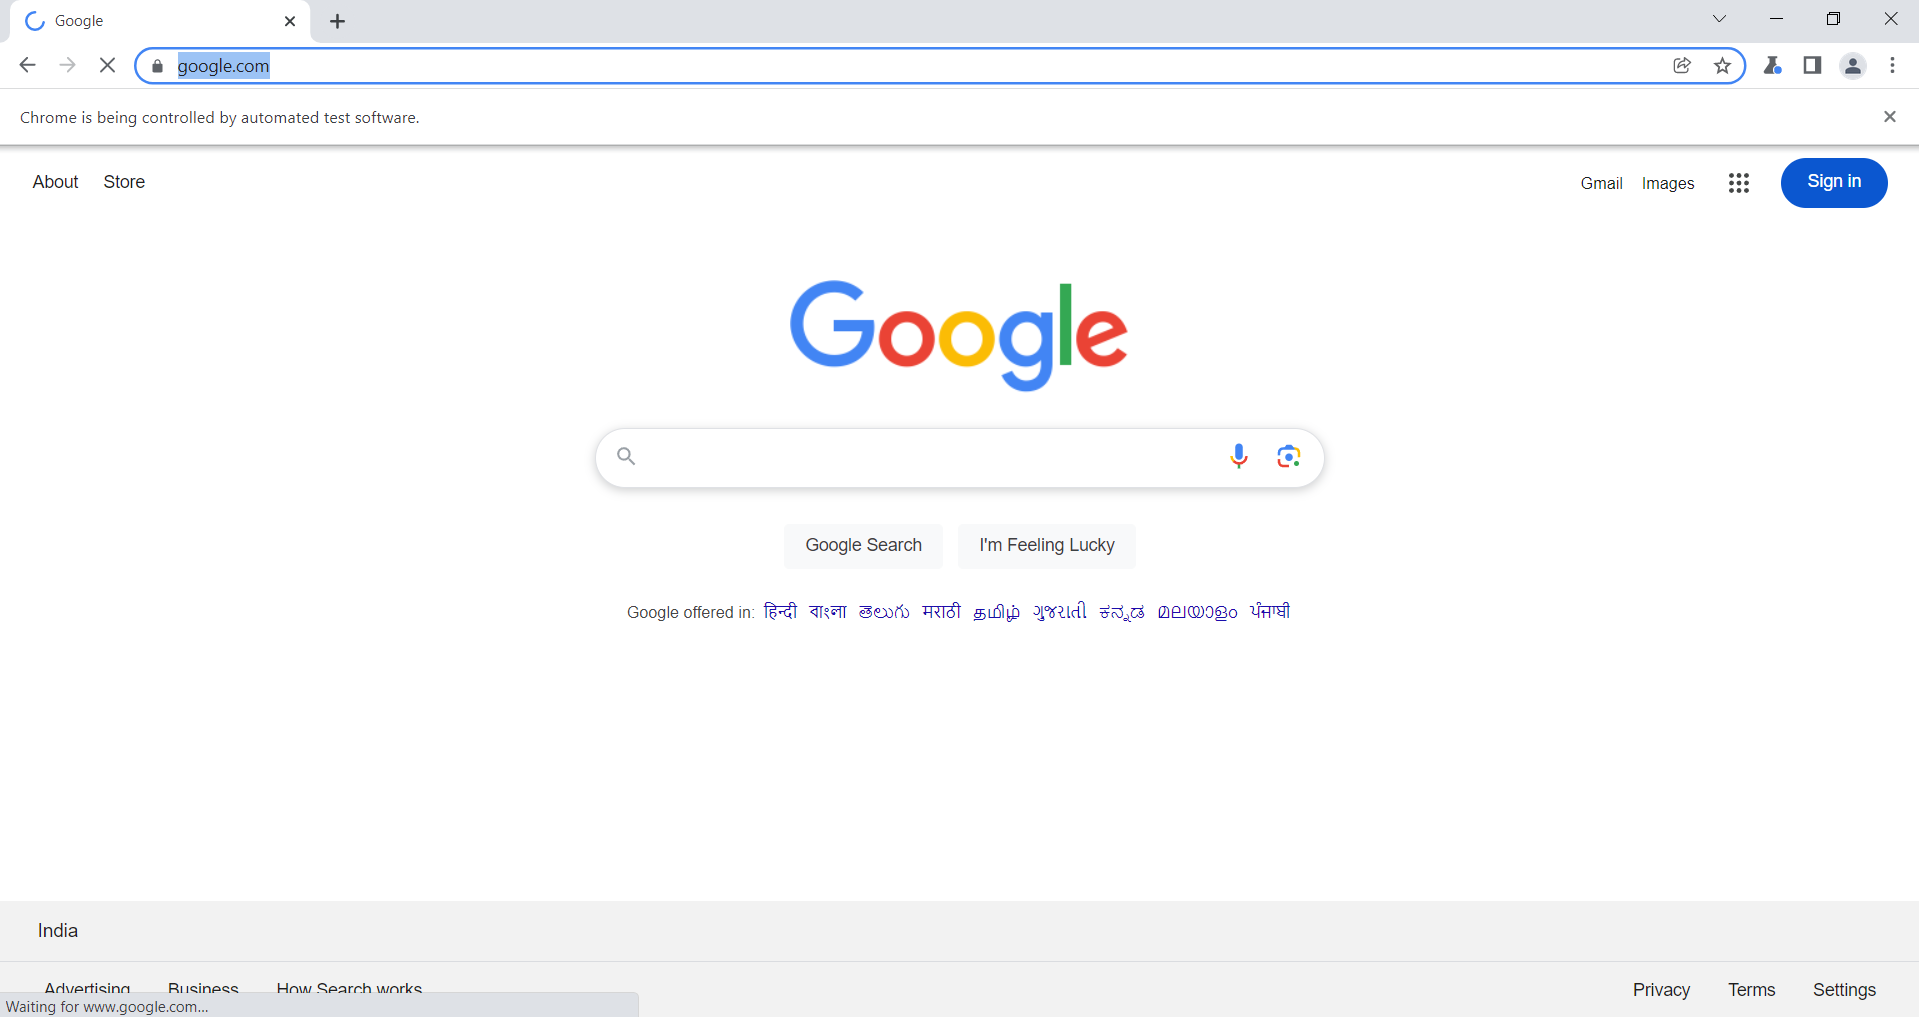 Google
google.com
Chrome is being controlled by automated test software.
About Store Gmail Images Sign in
Google
Google Search I'm Feeling Lucky
Google offered in: हिन्दी বাংলা తెలుగు मराठी தமிழ் ગુજરાતી ಕನ್ನಡ മലയാളം ਪੰਜਾਬੀ
India
Advertising Business How Search works Privacy Terms Settings
Waiting for www.google.com...